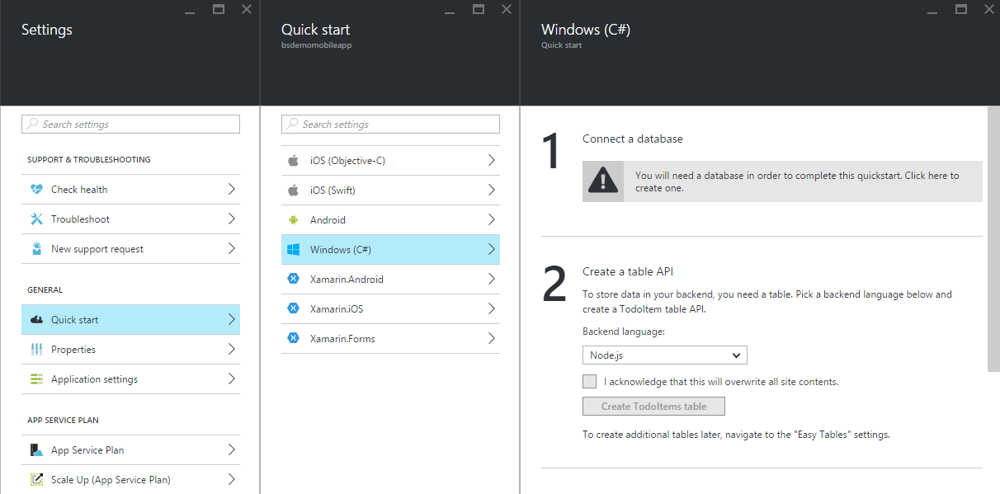 Settings
Search settings
SUPPORT & TROUBLESHOOTING
Check health
Troubleshoot
New support request
GENERAL
Quick start
Properties
Application settings
APP SERVICE PLAN
App Service Plan
Scale Up (App Service Plan)
Quick start
bsdemomobileapp
Search settings
iOS (Objective-C)
iOS (Swift)
Android
Windows (C#)
Xamarin.Android
Xamarin.iOS
Xamarin.Forms
Windows (C#)
Quick start
1
Connect a database
You will need a database in order to complete this quickstart. Click here to
create one.
2
Create a table API
To store data in your backend, you need a table. Pick a backend language below and
create a TodoItem table API.
Backend language:
Node.js
I acknowledge that this will overwrite all site contents.
Create TodoItems table
To create additional tables later, navigate to the "Easy Tables" settings.